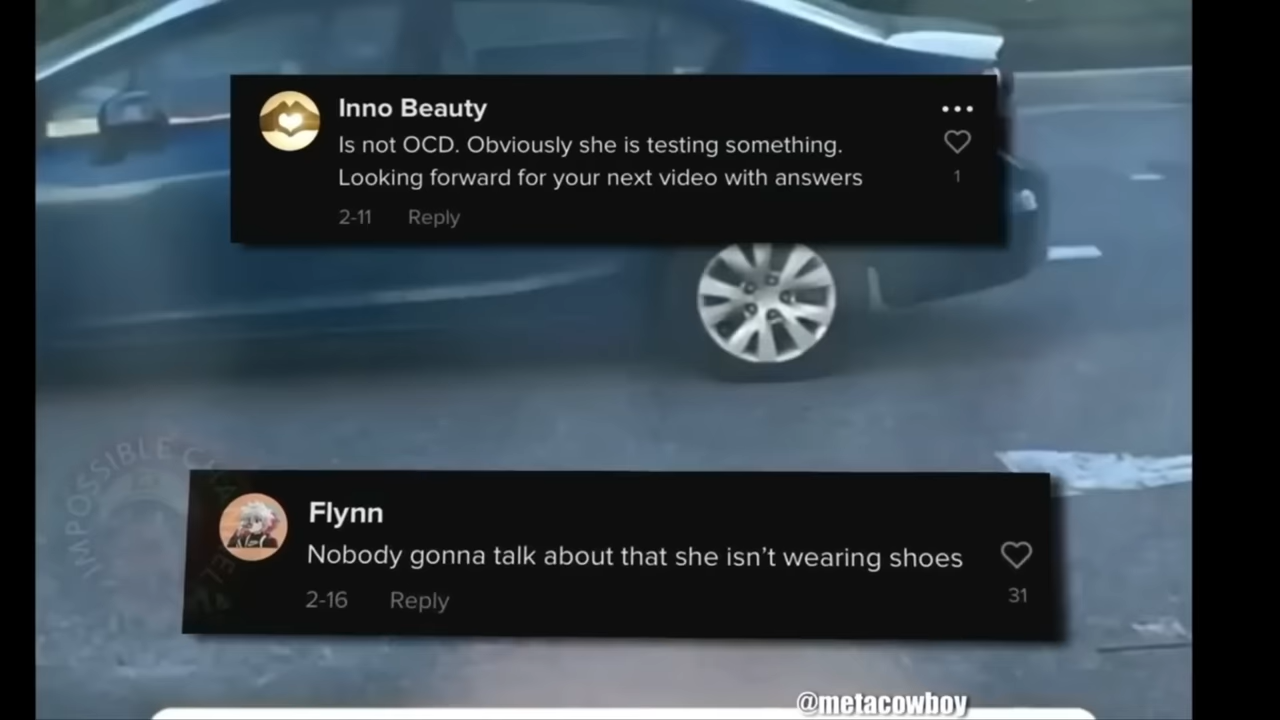 Inno Beauty
Is not OCD. Obviously she is testing something.
Looking forward for your next video with answers
1
2-11 Reply
IMPOSSIBLE
Flynn
Nobody gonna talk about that she isn’t wearing shoes
31
2-16 Reply
@metacowboy